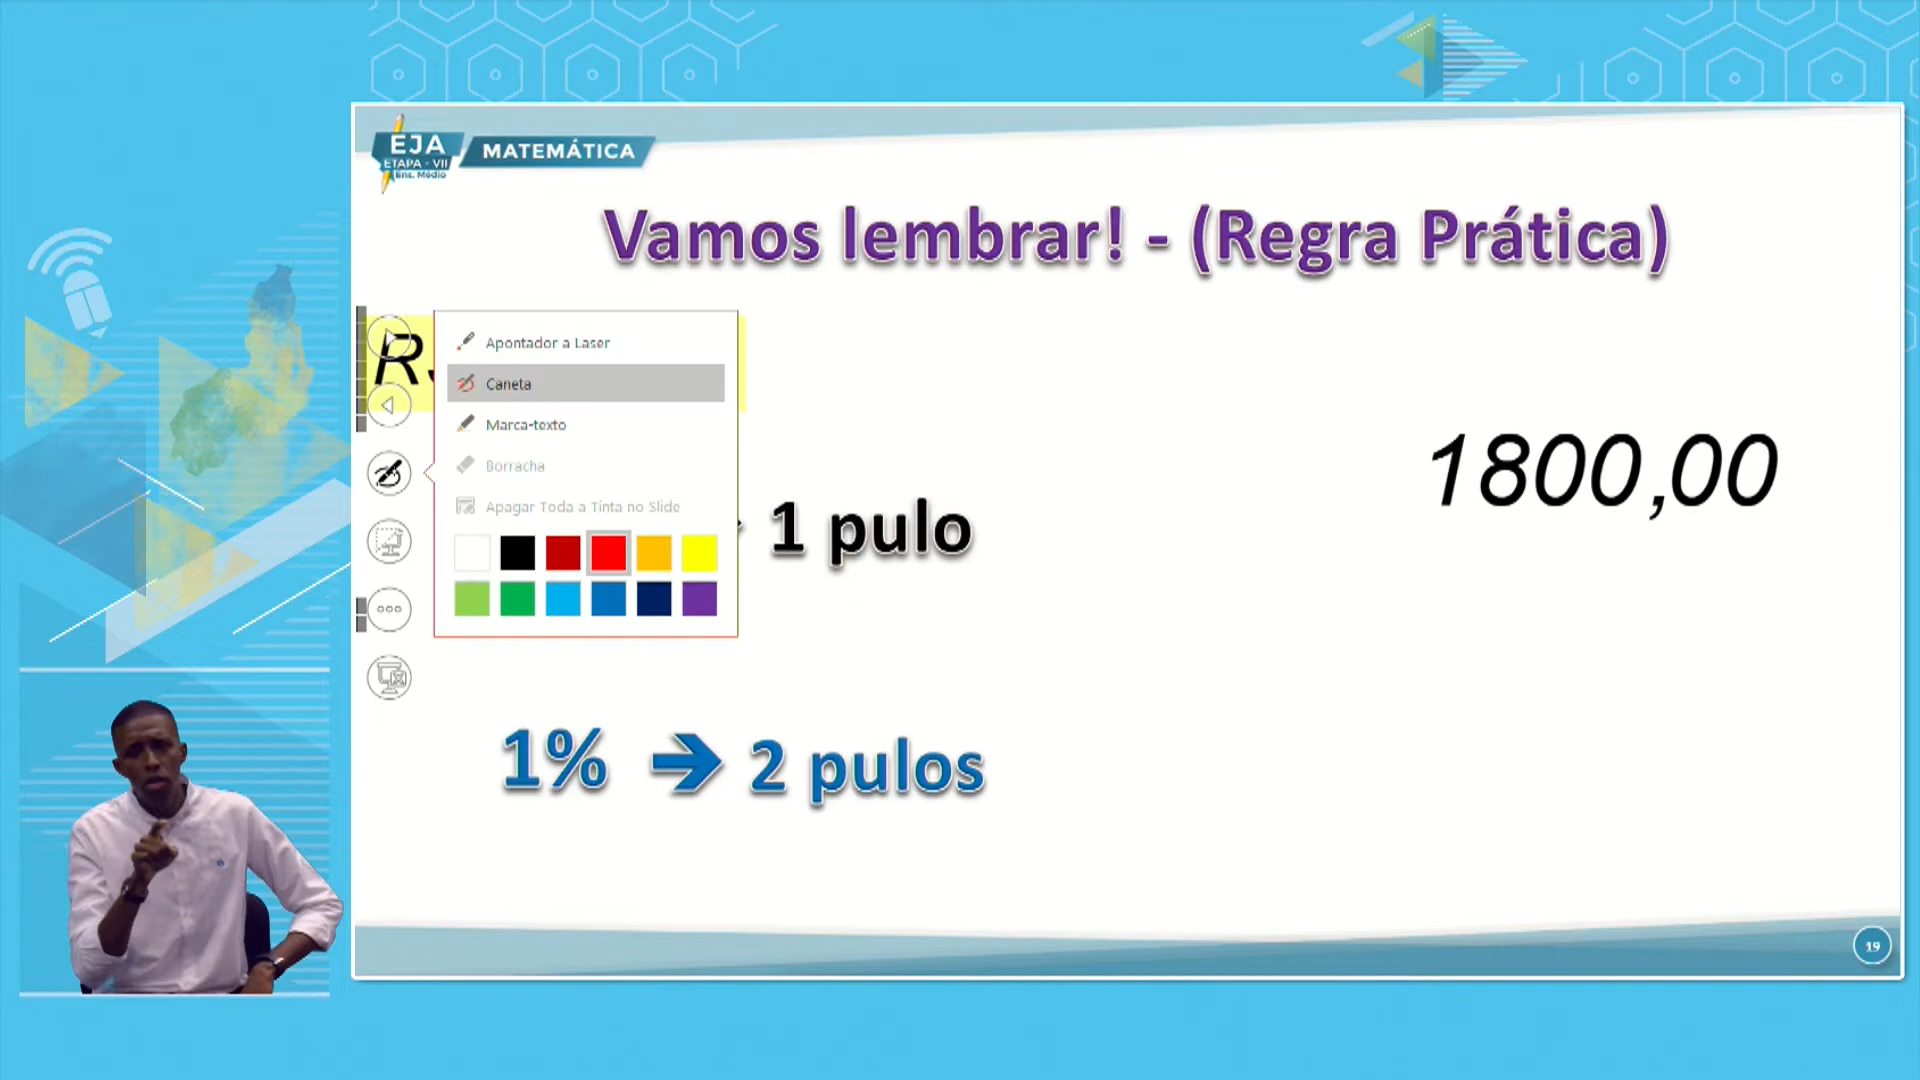 EJA
ETAPA - VII
Ens. Médio
MATEMÁTICA
Vamos lembrar! - (Regra Prática)
Apontador a Laser
Caneta
Marca-texto
Borracha
Apagar Toda a Tinta no Slide
1800,00
1 pulo
1% → 2 pulos
19